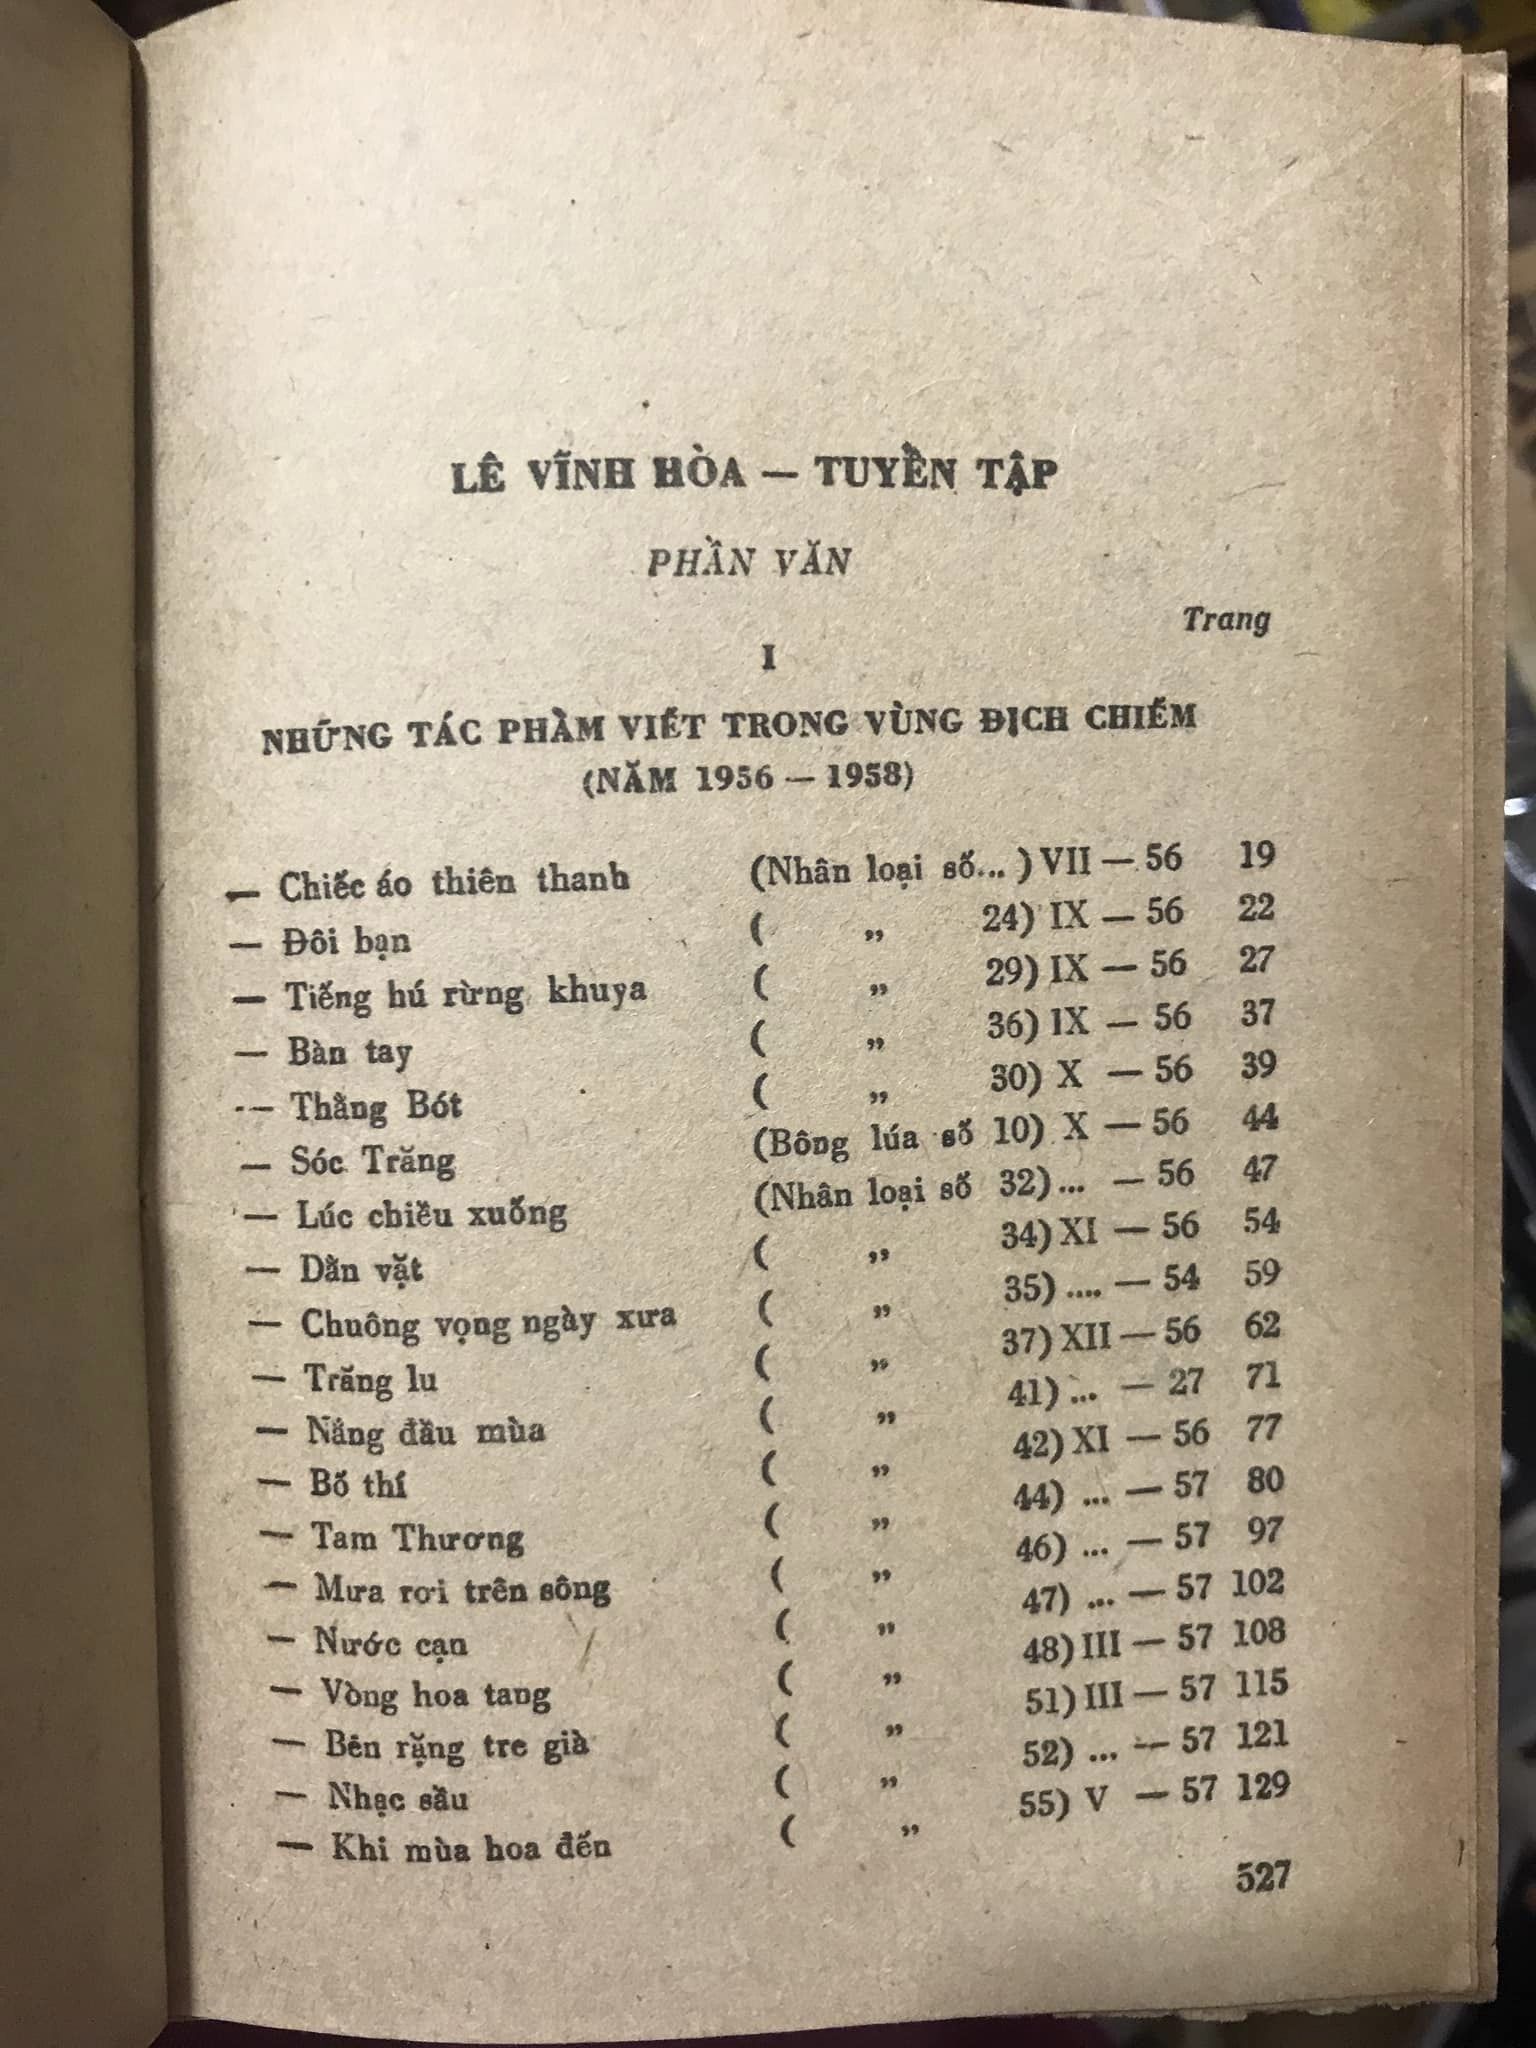 LÊ VĨNH HÒA — TUYỂN TẬP
PHẦN VĂN
Trang
I
NHỮNG TÁC PHẨM VIẾT TRONG VÙNG ĐỊCH CHIẾM
(NĂM 1956 — 1958)
— Chiếc áo thiên thanh (Nhân loại số... ) VII — 56 19
— Đôi bạn ( „ 24) IX — 56 22
— Tiếng hú rừng khuya ( „ 29) IX — 56 27
— Bàn tay ( „ 36) IX — 56 37
— Thằng Bót ( „ 30) X — 56 39
— Sóc Trăng (Bông lúa số 10) X — 56 44
— Lúc chiều xuống (Nhân loại số 32) ... — 56 47
— Dằn vặt ( „ 34) XI — 56 54
— Chuông vọng ngày xưa ( „ 35) .... — 54 59
— Trăng lu ( „ 37) XII — 56 62
— Nắng đầu mùa ( „ 41) ... — 27 71
— Bố thí ( „ 42) XI — 56 77
— Tam Thương ( „ 44) ... — 57 80
— Mưa rơi trên sông ( „ 46) ... — 57 97
— Nước cạn ( „ 47) ... — 57 102
— Vòng hoa tang ( „ 48) III — 57 108
— Bên rặng tre già ( „ 51) III — 57 115
— Nhạc sầu ( „ 52) ... — 57 121
— Khi mùa hoa đến ( „ 55) V — 57 129
527